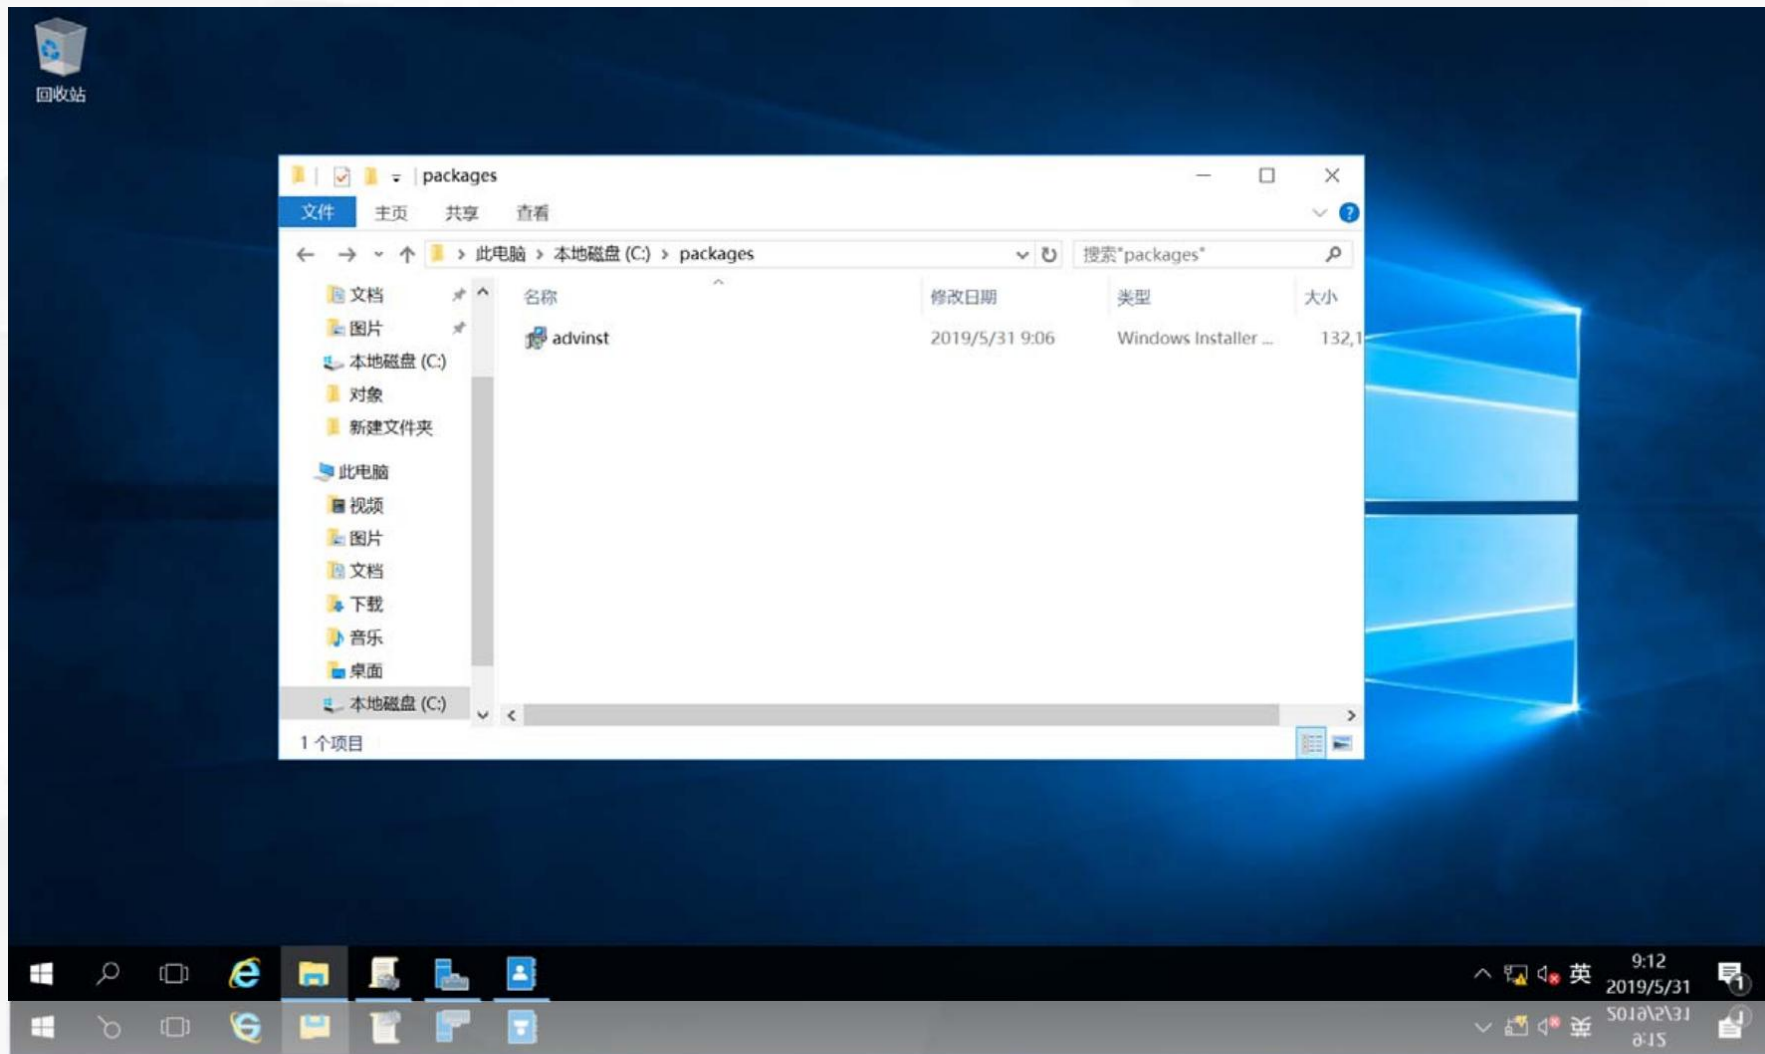 回收站
packages
文件 主页 共享 查看
此电脑 > 本地磁盘 (C:) > packages
搜索"packages"
文档
图片
本地磁盘 (C:)
对象
新建文件夹
此电脑
视频
图片
文档
下载
音乐
桌面
本地磁盘 (C:)
名称 修改日期 类型 大小
advinst 2019/5/31 9:06 Windows Installer ... 132,1
1 个项目
英
9:12
2019/5/31
1